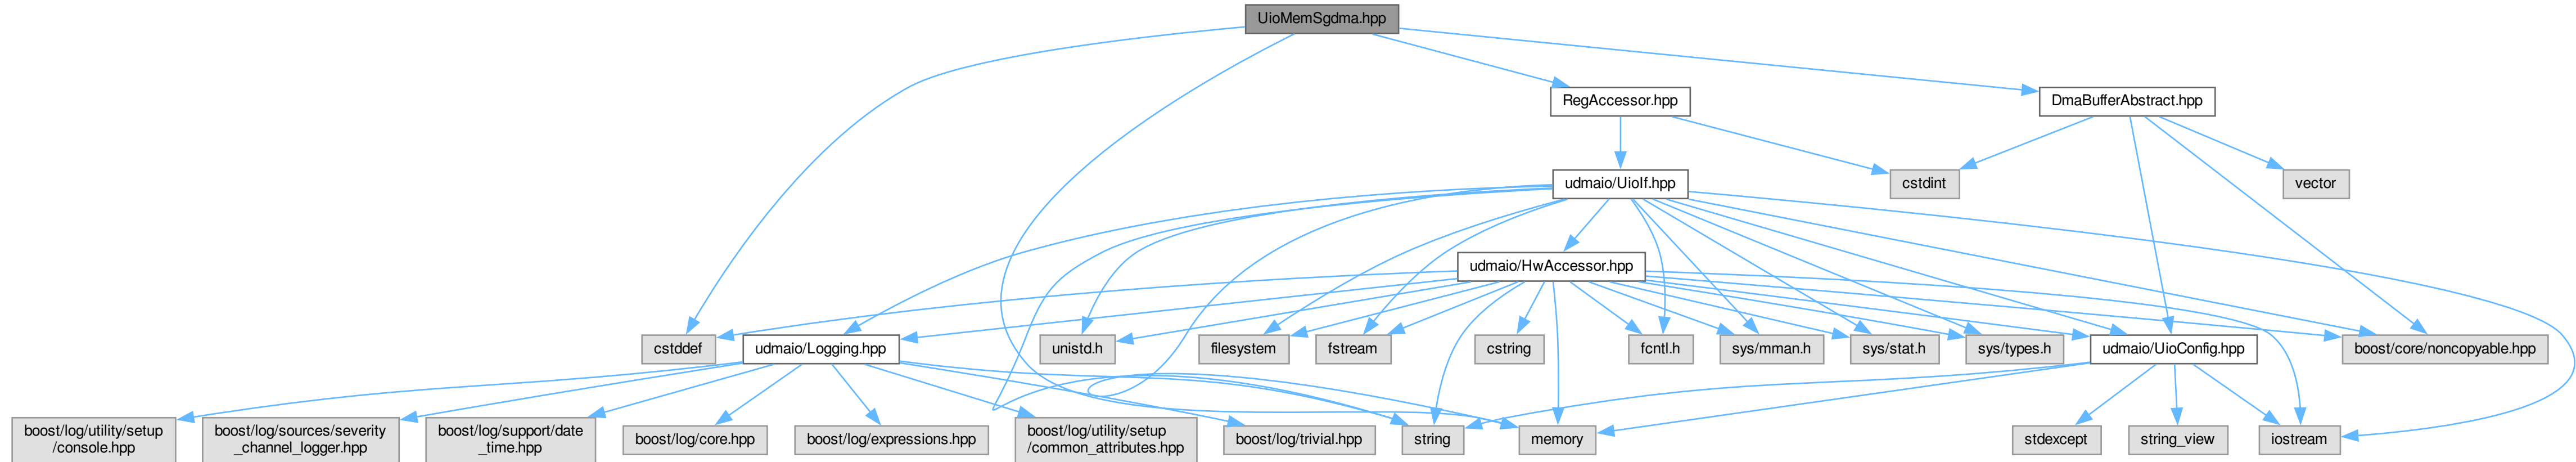 UioMemSgdma.hpp
RegAccessor.hpp
DmaBufferAbstract.hpp
udmaio/UioIf.hpp
cstdint
vector
udmaio/HwAccessor.hpp
cstddef
udmaio/Logging.hpp
unistd.h
filesystem
fstream
cstring
fcntl.h
sys/mman.h
sys/stat.h
sys/types.h
udmaio/UioConfig.hpp
boost/core/noncopyable.hpp
boost/log/utility/setup
/console.hpp
boost/log/sources/severity
_channel_logger.hpp
boost/log/support/date
_time.hpp
boost/log/core.hpp
boost/log/expressions.hpp
boost/log/utility/setup
/common_attributes.hpp
boost/log/trivial.hpp
string
memory
stdexcept
string_view
iostream